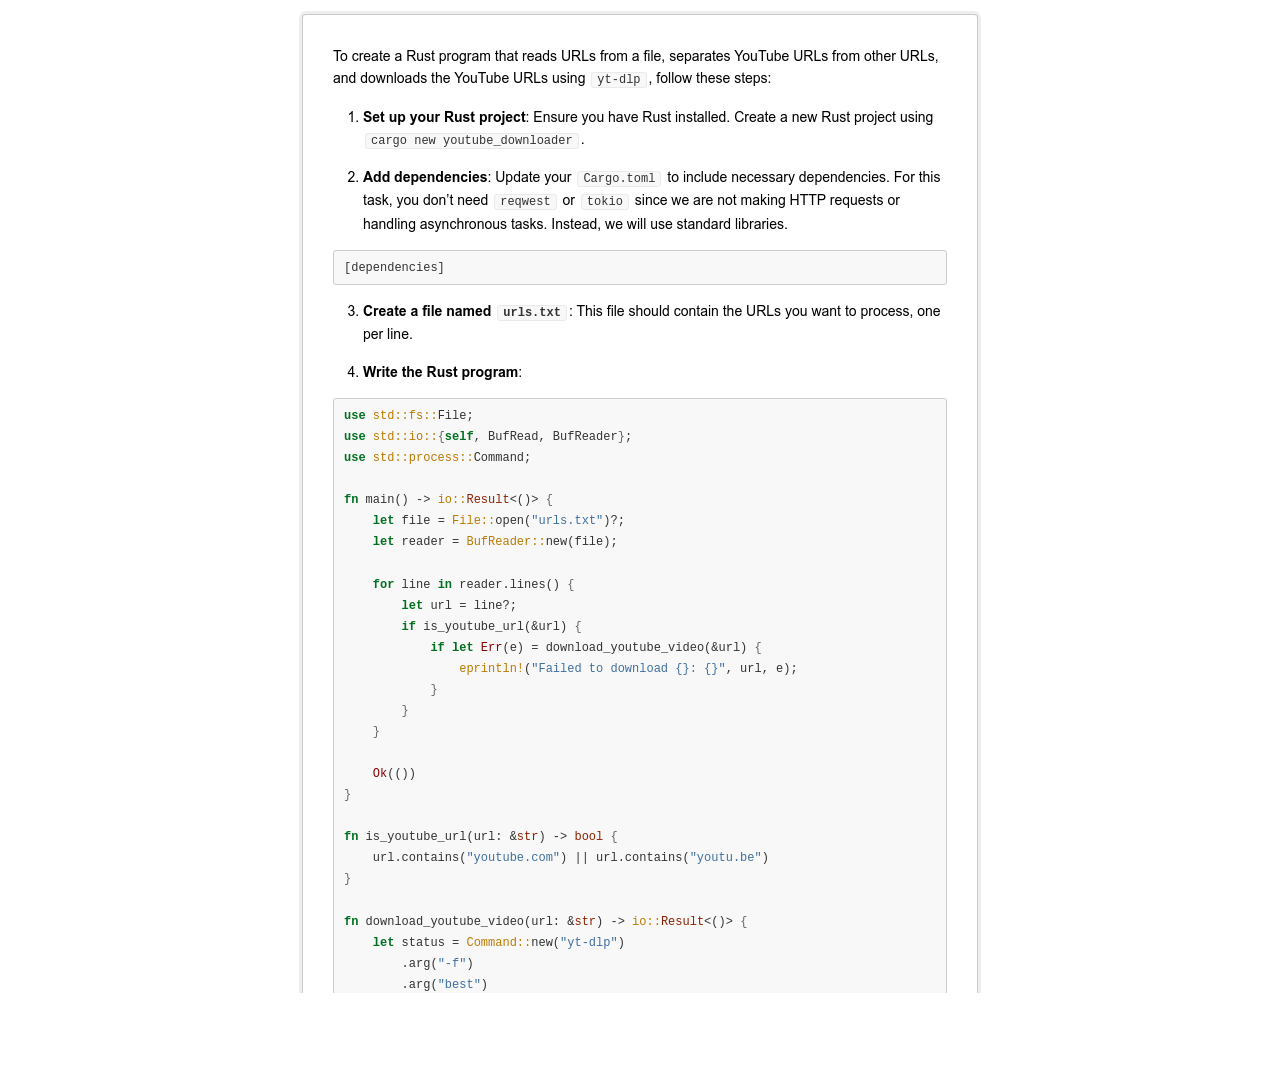 To create a Rust program that reads URLs from a file, separates YouTube URLs from other URLs,
and downloads the YouTube URLs using yt-dlp, follow these steps:
1. Set up your Rust project: Ensure you have Rust installed. Create a new Rust project using
cargo new youtube_downloader.
2. Add dependencies: Update your Cargo.toml to include necessary dependencies. For this
task, you don’t need reqwest or tokio since we are not making HTTP requests or
handling asynchronous tasks. Instead, we will use standard libraries.
[dependencies]
3. Create a file named urls.txt: This file should contain the URLs you want to process, one
per line.
4. Write the Rust program:
use std::fs::File;
use std::io::{self, BufRead, BufReader};
use std::process::Command;

fn main() -> io::Result<()> {
    let file = File::open("urls.txt")?;
    let reader = BufReader::new(file);

    for line in reader.lines() {
        let url = line?;
        if is_youtube_url(&url) {
            if let Err(e) = download_youtube_video(&url) {
                eprintln!("Failed to download {}: {}", url, e);
            }
        }
    }

    Ok(())
}

fn is_youtube_url(url: &str) -> bool {
    url.contains("youtube.com") || url.contains("youtu.be")
}

fn download_youtube_video(url: &str) -> io::Result<()> {
    let status = Command::new("yt-dlp")
        .arg("-f")
        .arg("best")